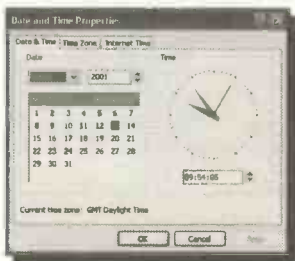 Date and Time Properties
Date & Time Time Zone Internet Time
Date
Time
2001
1 2 3 4 5 6 7
8 9 10 11 12 14
15 16 17 18 19 20 21
22 23 24 25 26 27 28
29 30 31
09:54:05
Current time zone: GMT Daylight Time
OK Cancel Apply